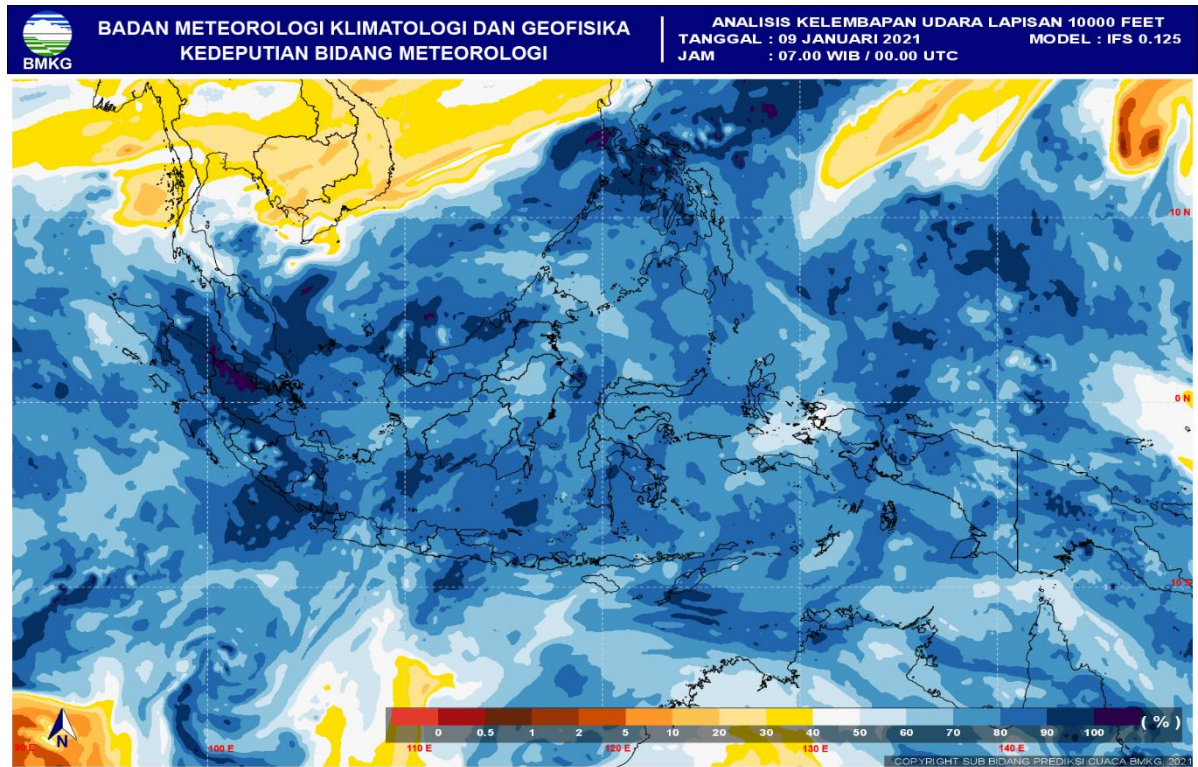 BMKG
BADAN METEOROLOGI KLIMATOLOGI DAN GEOFISIKA
KEDEPUTIAN BIDANG METEOROLOGI
ANALISIS KELEMBAPAN UDARA LAPISAN 10000 FEET
TANGGAL : 09 JANUARI 2021 MODEL : IFS 0.125
JAM : 07.00 WIB / 00.00 UTC
10 N
0 N
10 S
N
0 0.5 1 2 5 10 20 30 40 50 60 70 80 90 100 ( % )
90 E 100 E 110 E 120 E 130 E 140 E
COPYRIGHT SUB BIDANG PREDIKSI CUACA BMKG, 2021